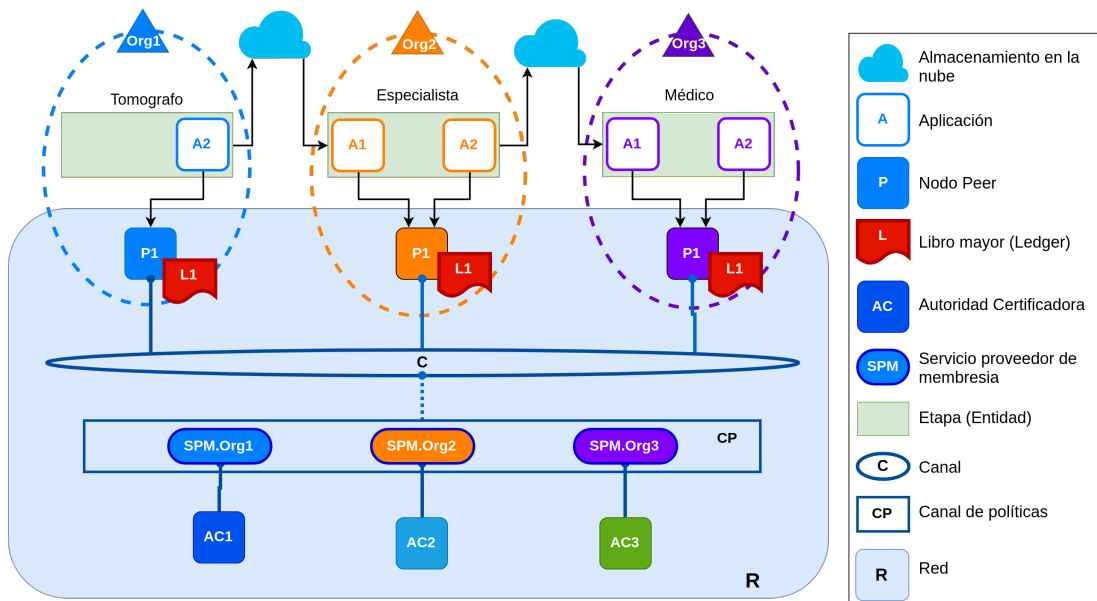 Org1
Org2
Org3
Tomografo
Especialista
Médico
A2
A1
A2
A1
A2
P1
L1
P1
L1
P1
L1
C
SPM.Org1
SPM.Org2
SPM.Org3
CP
AC1
AC2
AC3
R
Almacenamiento en la
nube
A
Aplicación
P
Nodo Peer
L
Libro mayor (Ledger)
AC
Autoridad Certificadora
SPM
Servicio proveedor de
membresia
Etapa (Entidad)
C
Canal
CP
Canal de políticas
R
Red